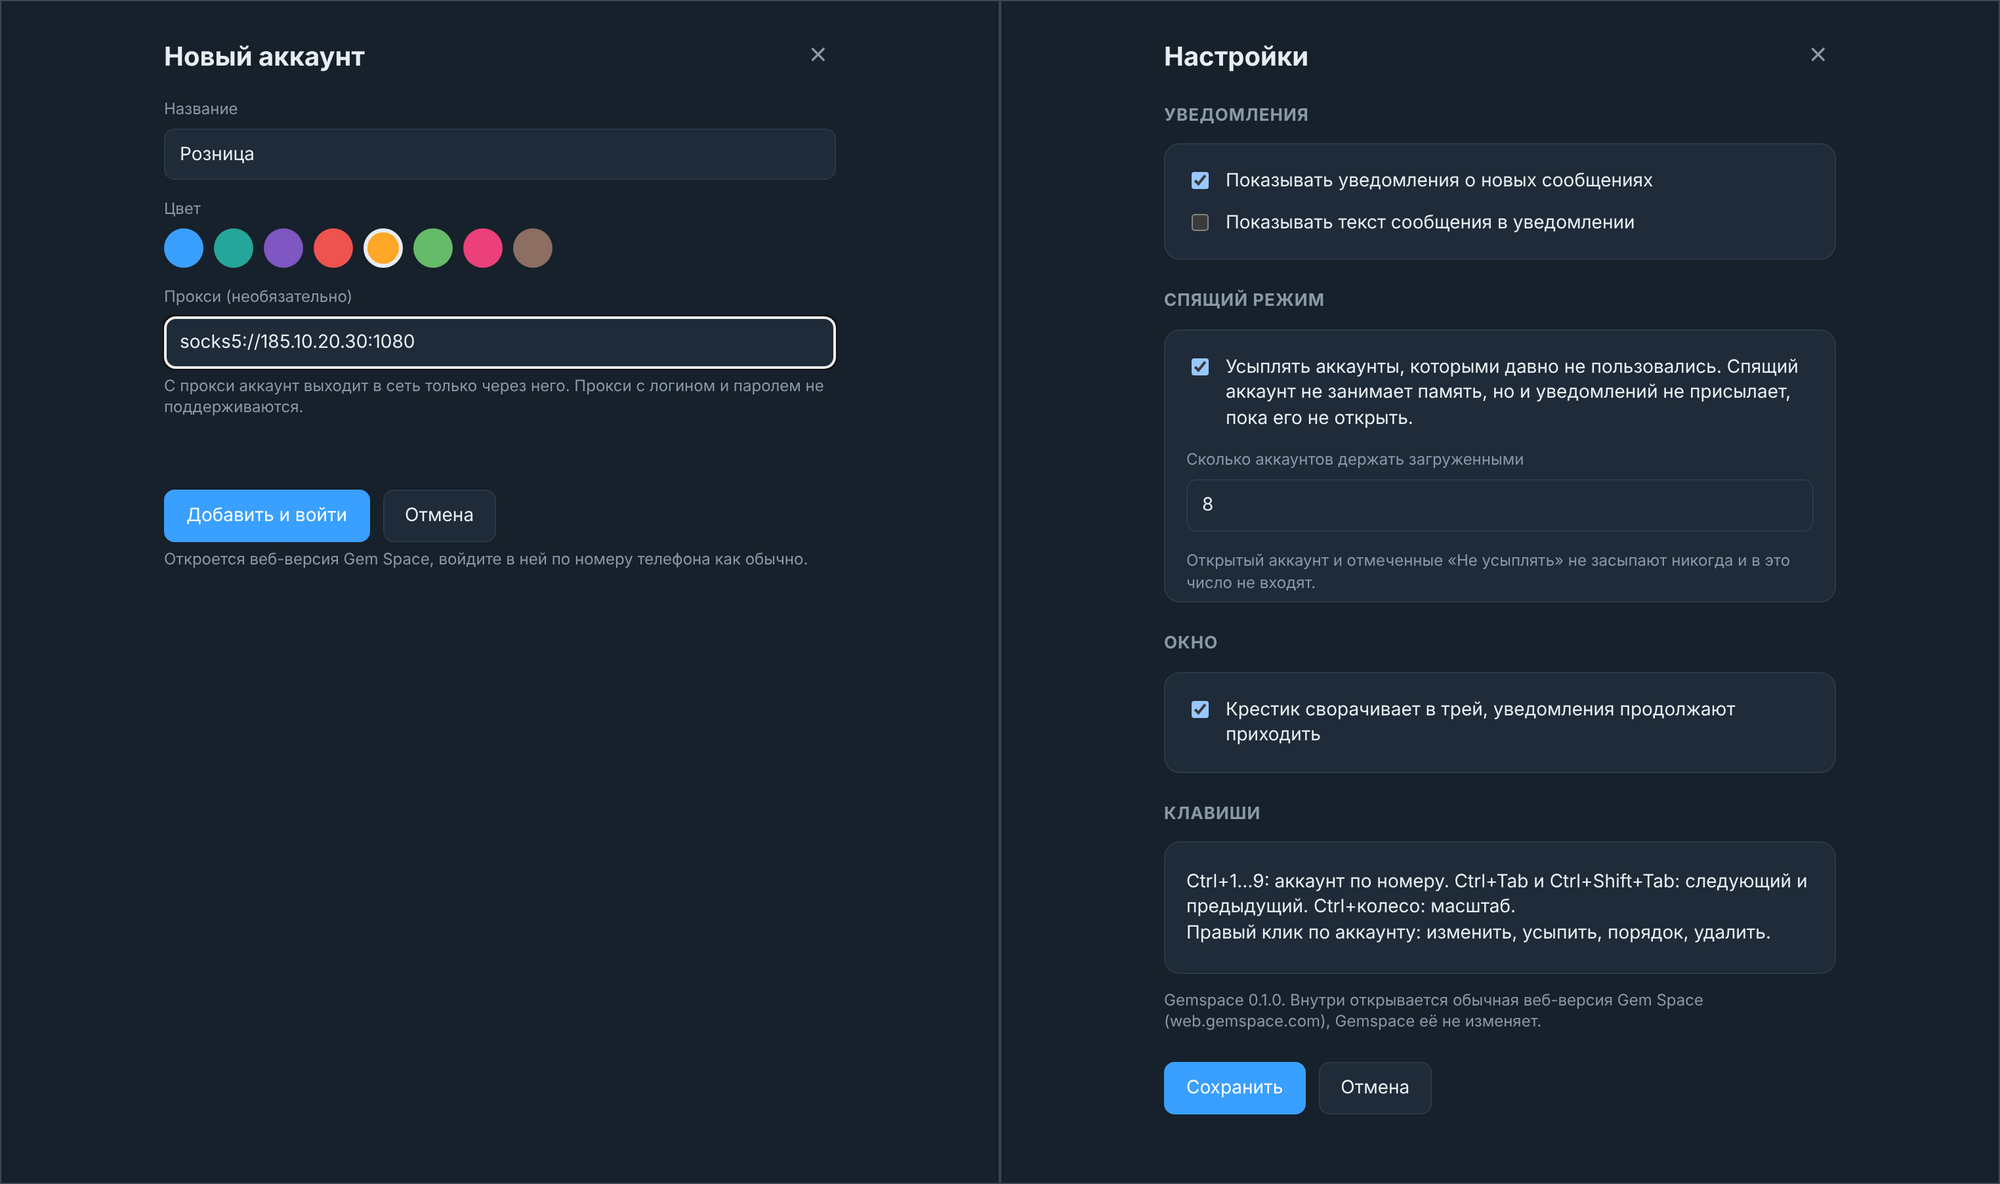 Новый аккаунт
Название
Розница
Цвет
Прокси (необязательно)
socks5://185.10.20.30:1080
С прокси аккаунт выходит в сеть только через него. Прокси с логином и паролем не
поддерживаются.
Добавить и войти
Отмена
Откроется веб-версия Gem Space, войдите в ней по номеру телефона как обычно.
Настройки
УВЕДОМЛЕНИЯ
Показывать уведомления о новых сообщениях
Показывать текст сообщения в уведомлении
СПЯЩИЙ РЕЖИМ
Усыплять аккаунты, которыми давно не пользовались. Спящий
аккаунт не занимает память, но и уведомлений не присылает,
пока его не открыть.
Сколько аккаунтов держать загруженными
8
Открытый аккаунт и отмеченные «Не усыплять» не засыпают никогда и в это
число не входят.
ОКНО
Крестик сворачивает в трей, уведомления продолжают
приходить
КЛАВИШИ
Ctrl+1…9: аккаунт по номеру. Ctrl+Tab и Ctrl+Shift+Tab: следующий и
предыдущий. Ctrl+колесо: масштаб.
Правый клик по аккаунту: изменить, усыпить, порядок, удалить.
Gemspace 0.1.0. Внутри открывается обычная веб-версия Gem Space
(web.gemspace.com), Gemspace её не изменяет.
Сохранить
Отмена